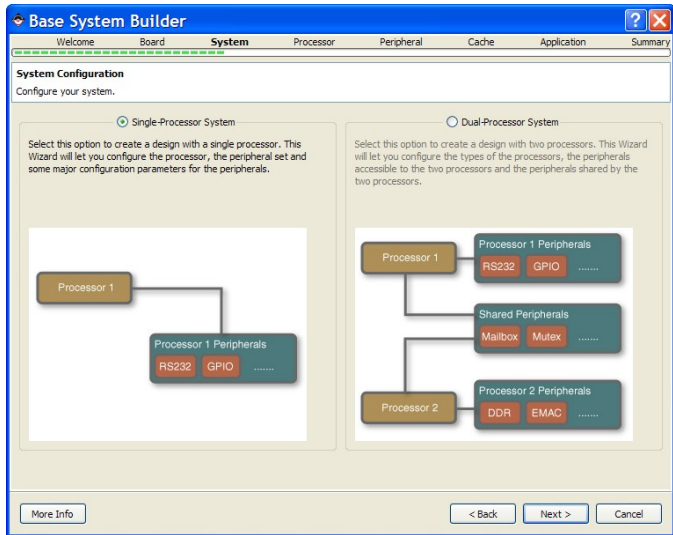 Base System Builder
Welcome Board System Processor Peripheral Cache Application Summary
System Configuration
Configure your system.
Single-Processor System
Select this option to create a design with a single processor. This
Wizard will let you configure the processor, the peripheral set and
some major configuration parameters for the peripherals.
Processor 1
Processor 1 Peripherals
RS232 GPIO .......
Dual-Processor System
Select this option to create a design with two processors. This Wizard
will let you configure the types of the processors, the peripherals
accessible to the two processors and the peripherals shared by the
two processors.
Processor 1
Processor 1 Peripherals
RS232 GPIO .......
Shared Peripherals
Mailbox Mutex .......
Processor 2
Processor 2 Peripherals
DDR EMAC .......
More Info
< Back Next > Cancel